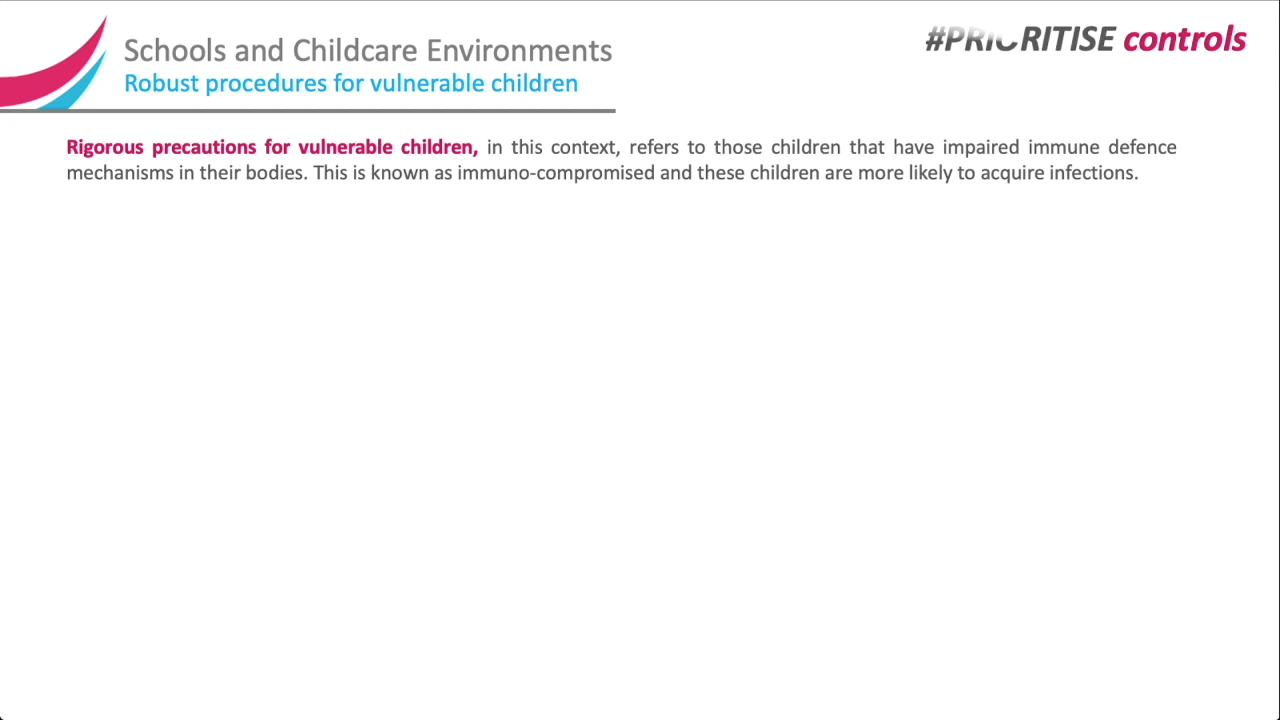 Schools and Childcare Environments
Robust procedures for vulnerable children
#PRIORITISE controls
Rigorous precautions for vulnerable children, in this context, refers to those children that have impaired immune defence
mechanisms in their bodies. This is known as immuno-compromised and these children are more likely to acquire infections.